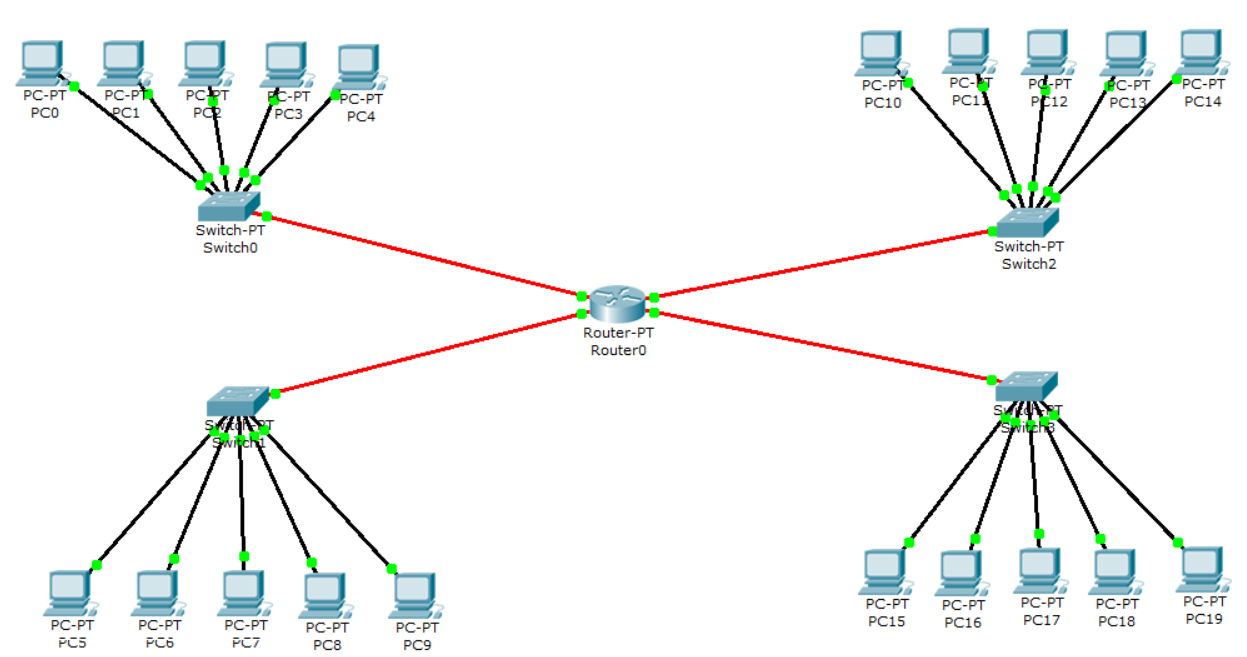 PC-PT
PC0
PC-PT
PC1
PC-PT
PC2
PC-PT
PC3
PC-PT
PC4
PC-PT
PC10
PC-PT
PC11
PC-PT
PC12
PC-PT
PC13
PC-PT
PC14
Switch-PT
Switch0
Switch-PT
Switch2
Router-PT
Router0
Switch-PT
Switch1
Switch-PT
Switch3
PC-PT
PC5
PC-PT
PC6
PC-PT
PC7
PC-PT
PC8
PC-PT
PC9
PC-PT
PC15
PC-PT
PC16
PC-PT
PC17
PC-PT
PC18
PC-PT
PC19